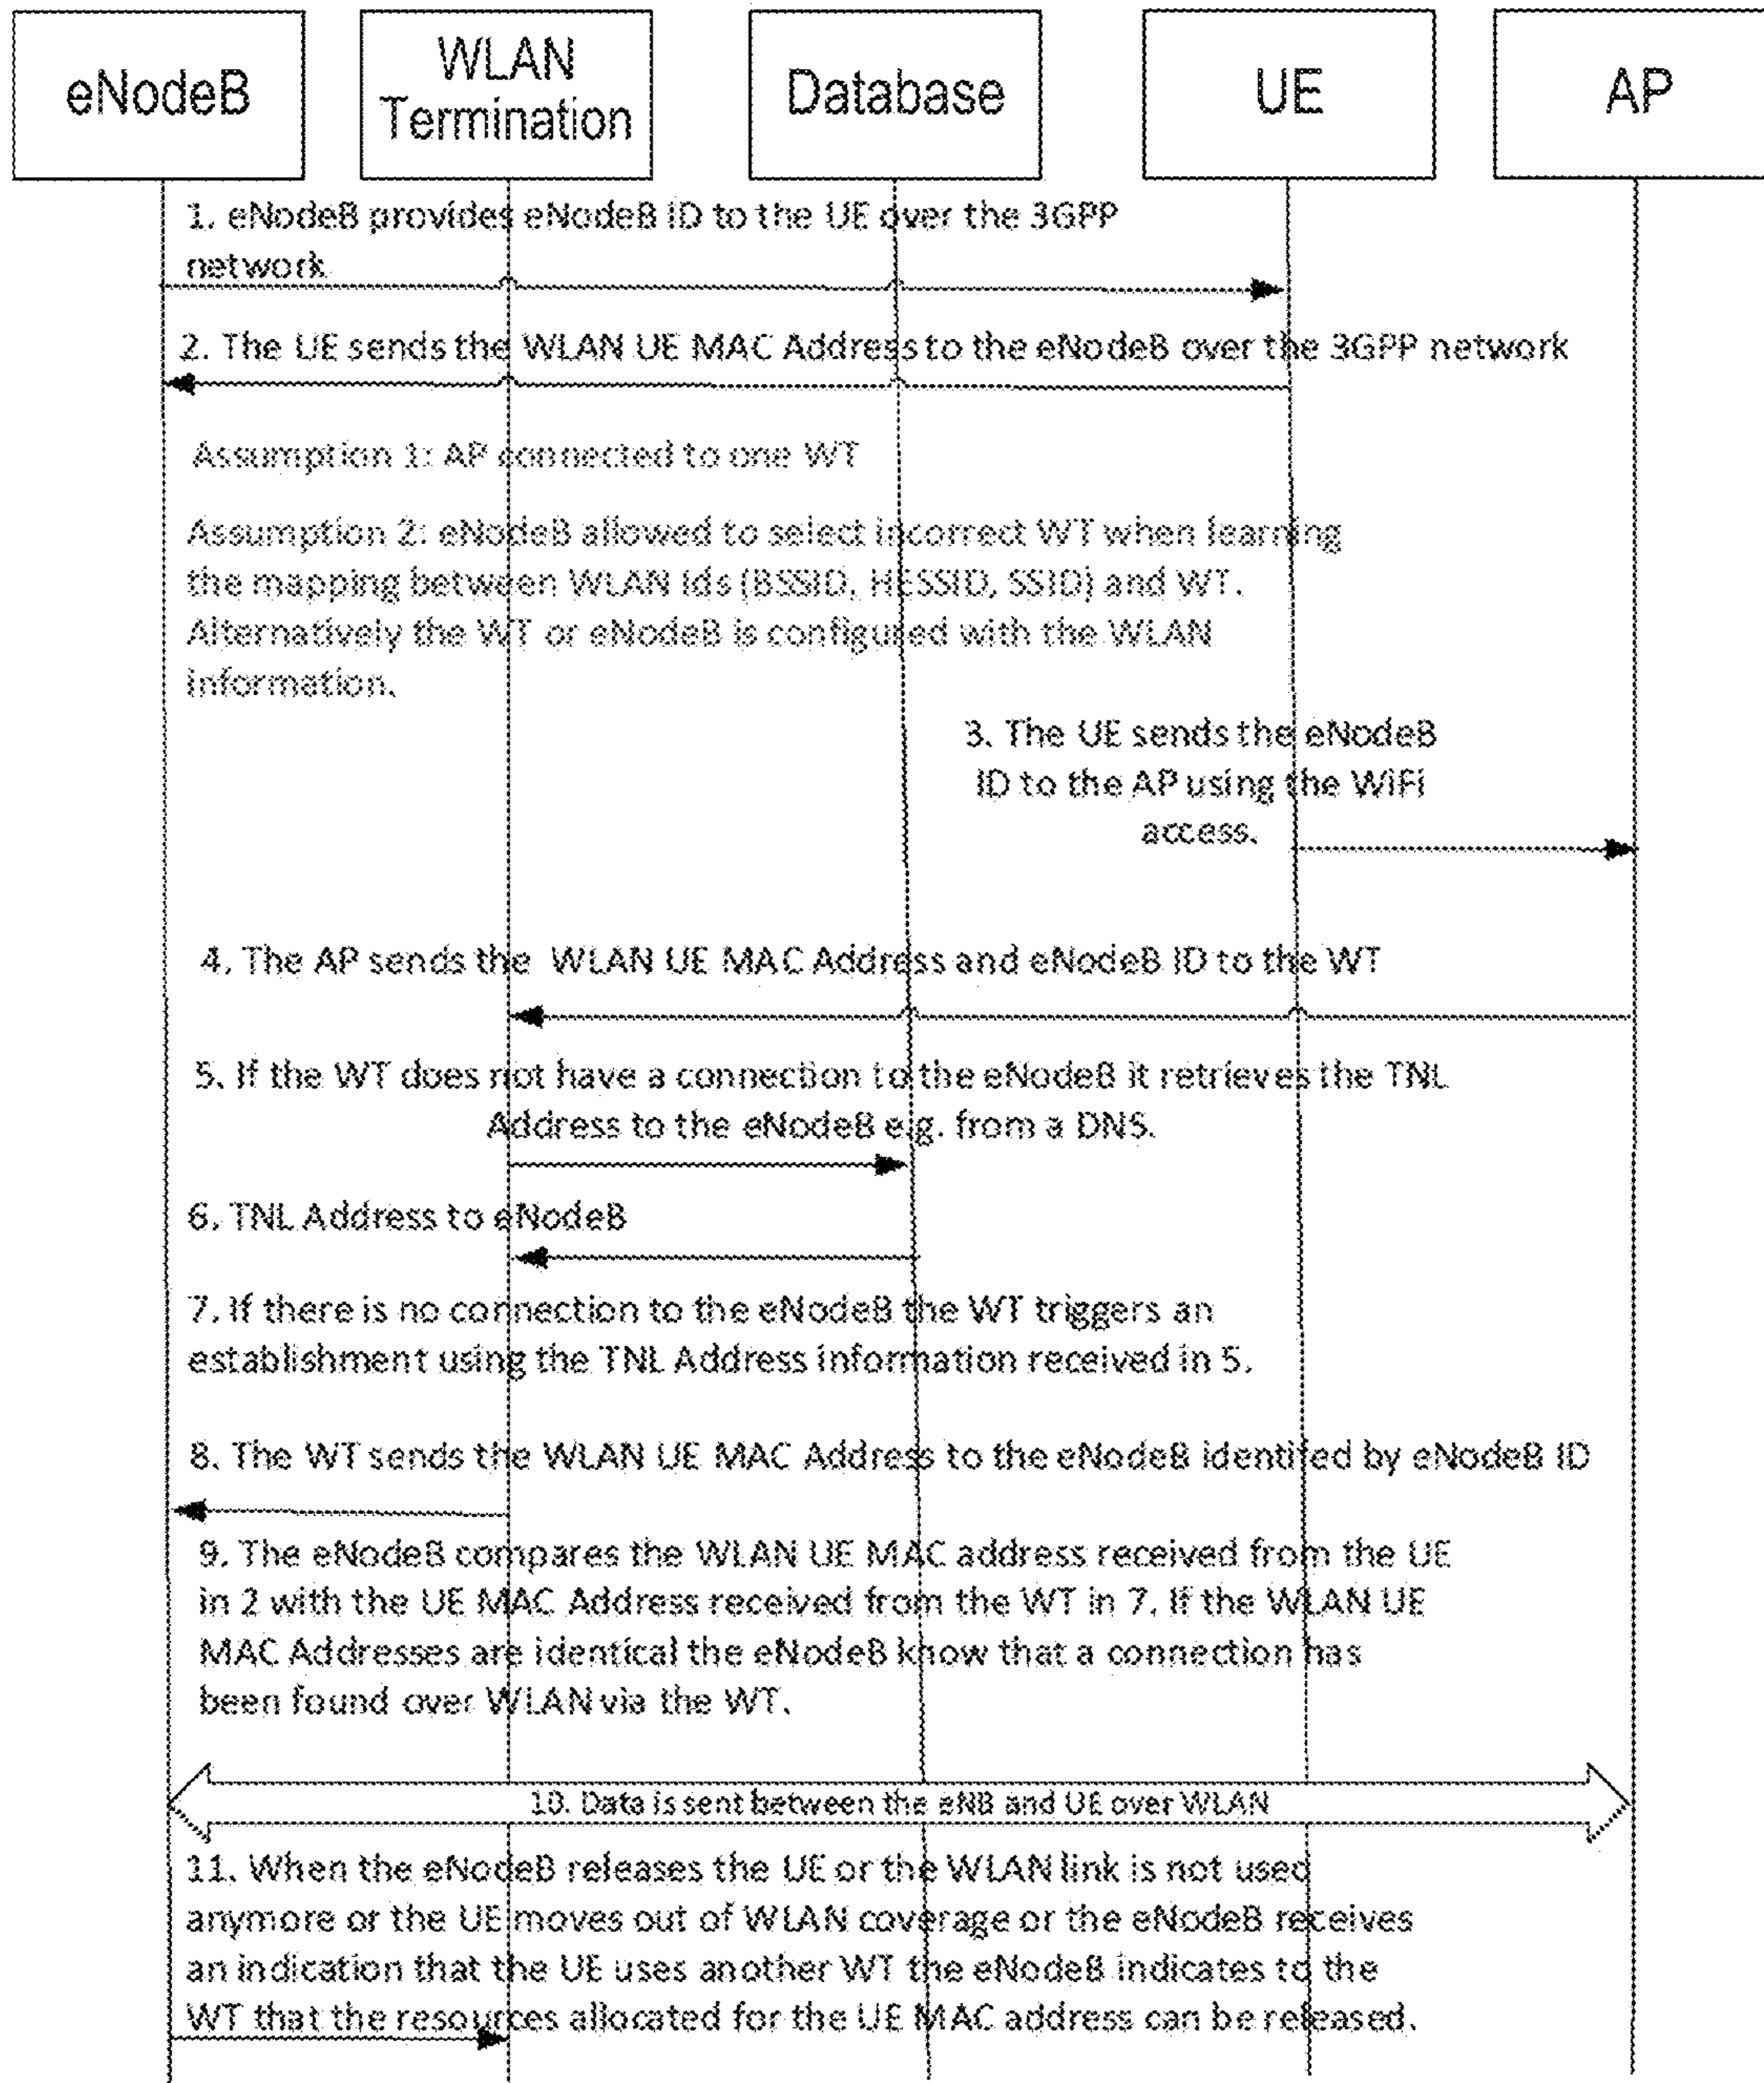 eNodeB
WLAN
Termination
Database
UE
AP
1. eNodeB provides eNodeB ID to the UE over the 3GPP
network
2. The UE sends the WLAN UE MAC Address to the eNodeB over the 3GPP network
Assumption 1: AP connected to one WT
Assumption 2: eNodeB allowed to select incorrect WT when learning
the mapping between WLAN ids (BSSID, HESSID, SSID) and WT.
Alternatively the WT or eNodeB is configured with the WLAN
information.
3. The UE sends the eNodeB
ID to the AP using the WiFi
access.
4. The AP sends the WLAN UE MAC Address and eNodeB ID to the WT
5. If the WT does not have a connection to the eNodeB it retrieves the TNL
Address to the eNodeB e.g. from a DNS.
6. TNL Address to eNodeB
7. If there is no connection to the eNodeB the WT triggers an
establishment using the TNL Address information received in 5.
8. The WT sends the WLAN UE MAC Address to the eNodeB identifed by eNodeB ID
9. The eNodeB compares the WLAN UE MAC address received from the UE
in 2 with the UE MAC Address received from the WT in 7. If the WLAN UE
MAC Addresses are identical the eNodeB know that a connection has
been found over WLAN via the WT.
10. Data is sent between the eNB and UE over WLAN
11. When the eNodeB releases the UE or the WLAN link is not used
anymore or the UE moves out of WLAN coverage or the eNodeB receives
an indication that the UE uses another WT the eNodeB indicates to the
WT that the resources allocated for the UE MAC address can be released.